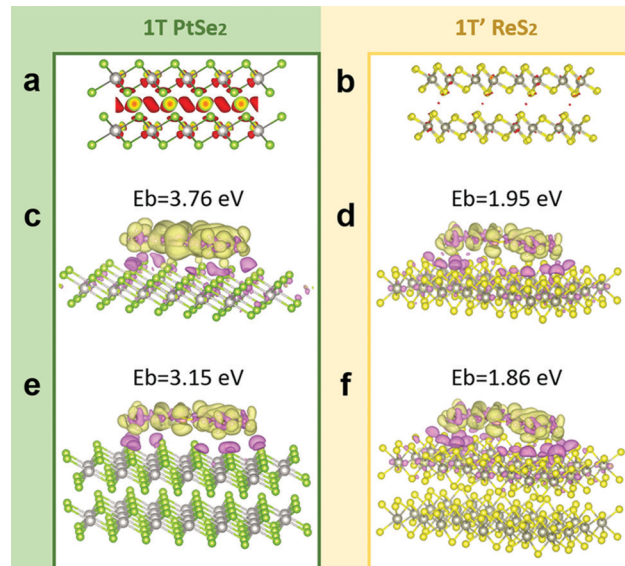 1T PtSe₂
1T' ReS₂
a
b
Eb=3.76 eV
Eb=1.95 eV
c
d
Eb=3.15 eV
Eb=1.86 eV
e
f